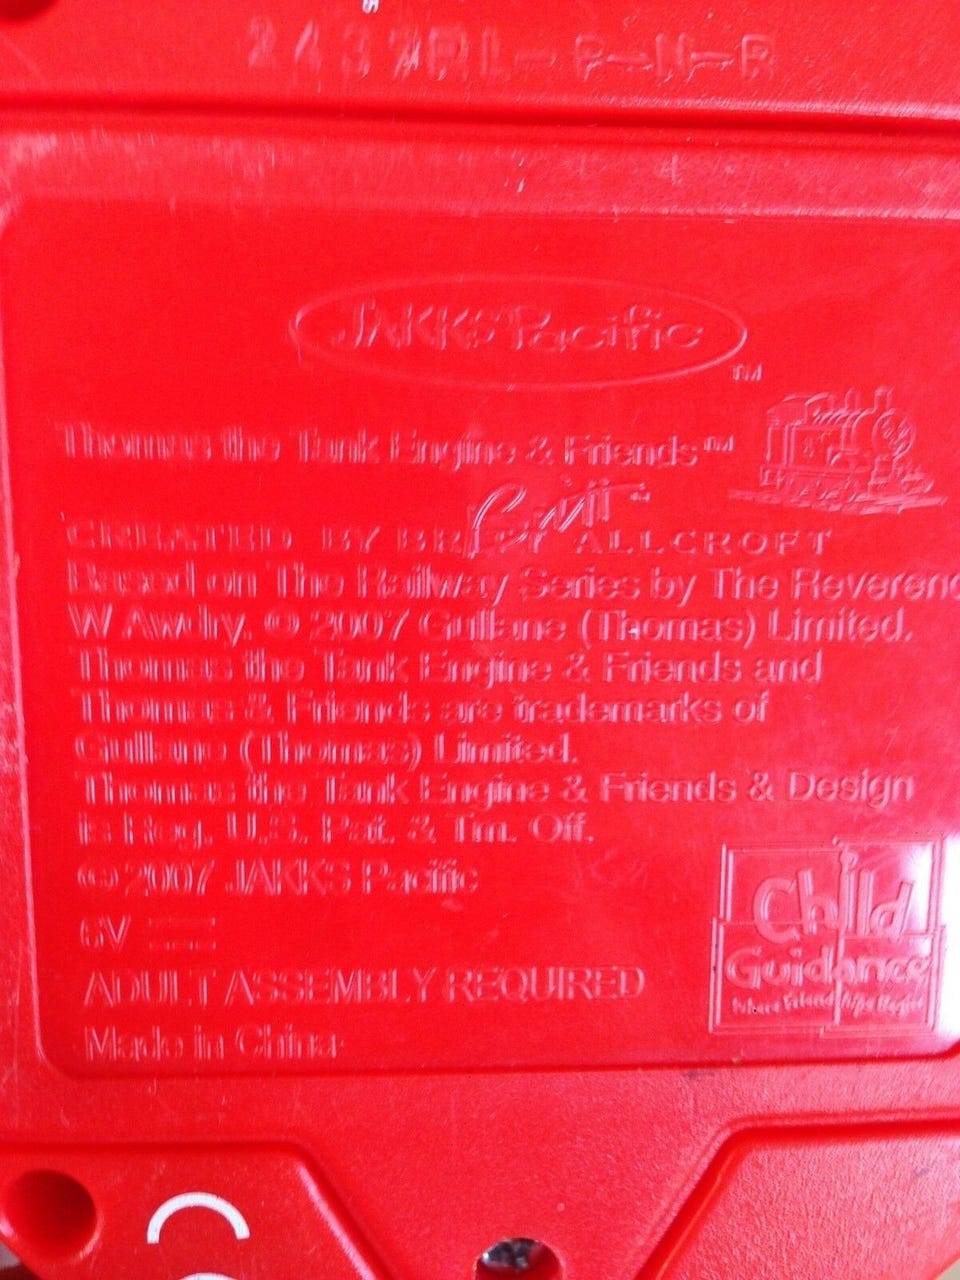 JAKKS Pacific
TM
Thomas the Tank Engine & Friends™
Britt™
CREATED BY BRITT ALLCROFT
Based on The Railway Series by The Reverend
W Awdry. © 2007 Gullane (Thomas) Limited.
Thomas the Tank Engine & Friends and
Thomas & Friends are trademarks of
Gullane (Thomas) Limited.
Thomas the Tank Engine & Friends & Design
is Reg. U.S. Pat. & Tm. Off.
© 2007 JAKKS Pacific
6V
ADULT ASSEMBLY REQUIRED
Made in China
Child
Guidance